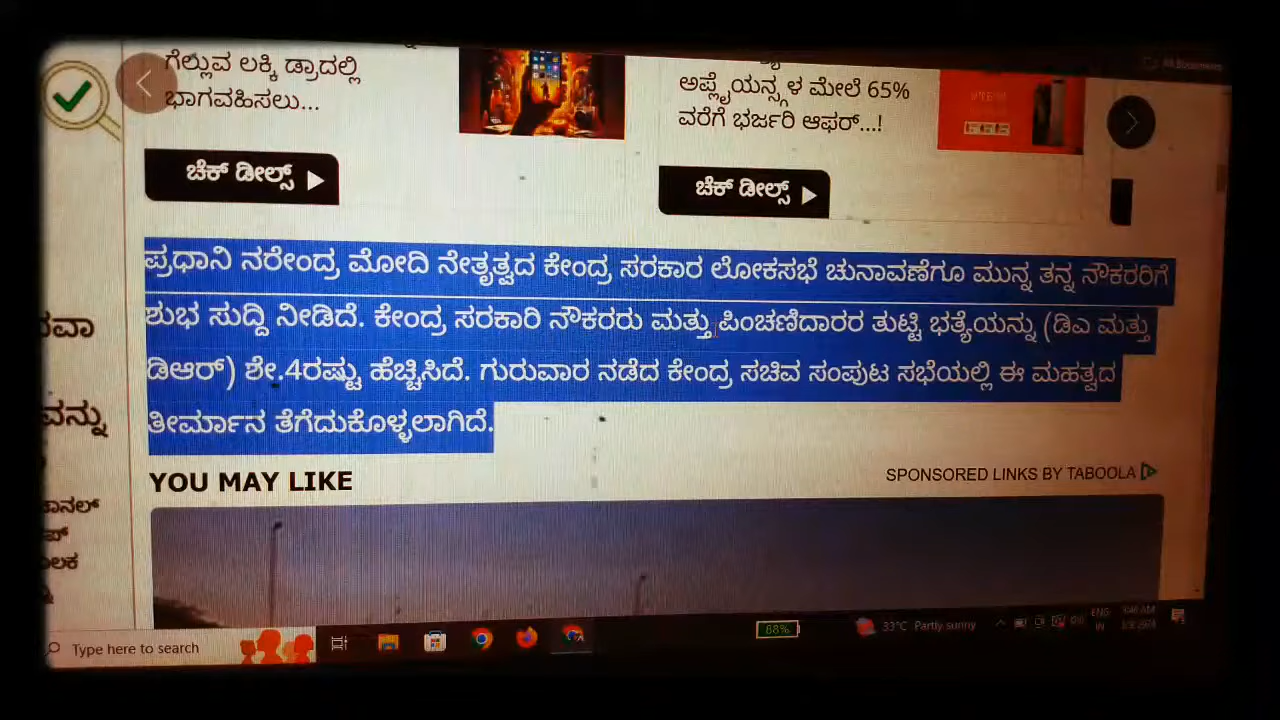 ಗೆಲ್ಲುವ ಲಕ್ಕಿ ಡ್ರಾದಲ್ಲಿ
ಭಾಗವಹಿಸಲು...
ಚೆಕ್ ಡೀಲ್ಸ್
ಅಪ್ಲೈಯನ್ಸ್ಗಳ ಮೇಲೆ 65%
ವರೆಗೆ ಭರ್ಜರಿ ಆಫರ್...!
ಚೆಕ್ ಡೀಲ್ಸ್
ಪ್ರಧಾನಿ ನರೇಂದ್ರ ಮೋದಿ ನೇತೃತ್ವದ ಕೇಂದ್ರ ಸರಕಾರ ಲೋಕಸಭೆ ಚುನಾವಣೆಗೂ ಮುನ್ನ ತನ್ನ ನೌಕರರಿಗೆ
ಶುಭ ಸುದ್ದಿ ನೀಡಿದೆ. ಕೇಂದ್ರ ಸರಕಾರಿ ನೌಕರರು ಮತ್ತು ಪಿಂಚಣಿದಾರರ ತುಟ್ಟಿ ಭತ್ಯೆಯನ್ನು (ಡಿಎ ಮತ್ತು
ಡಿಆರ್) ಶೇ.4ರಷ್ಟು ಹೆಚ್ಚಿಸಿದೆ. ಗುರುವಾರ ನಡೆದ ಕೇಂದ್ರ ಸಚಿವ ಸಂಪುಟ ಸಭೆಯಲ್ಲಿ ಈ ಮಹತ್ವದ
ತೀರ್ಮಾನ ತೆಗೆದುಕೊಳ್ಳಲಾಗಿದೆ.
YOU MAY LIKE
SPONSORED LINKS BY TABOOLA
Type here to search
88%
33°C Partly sunny
ENG
IN